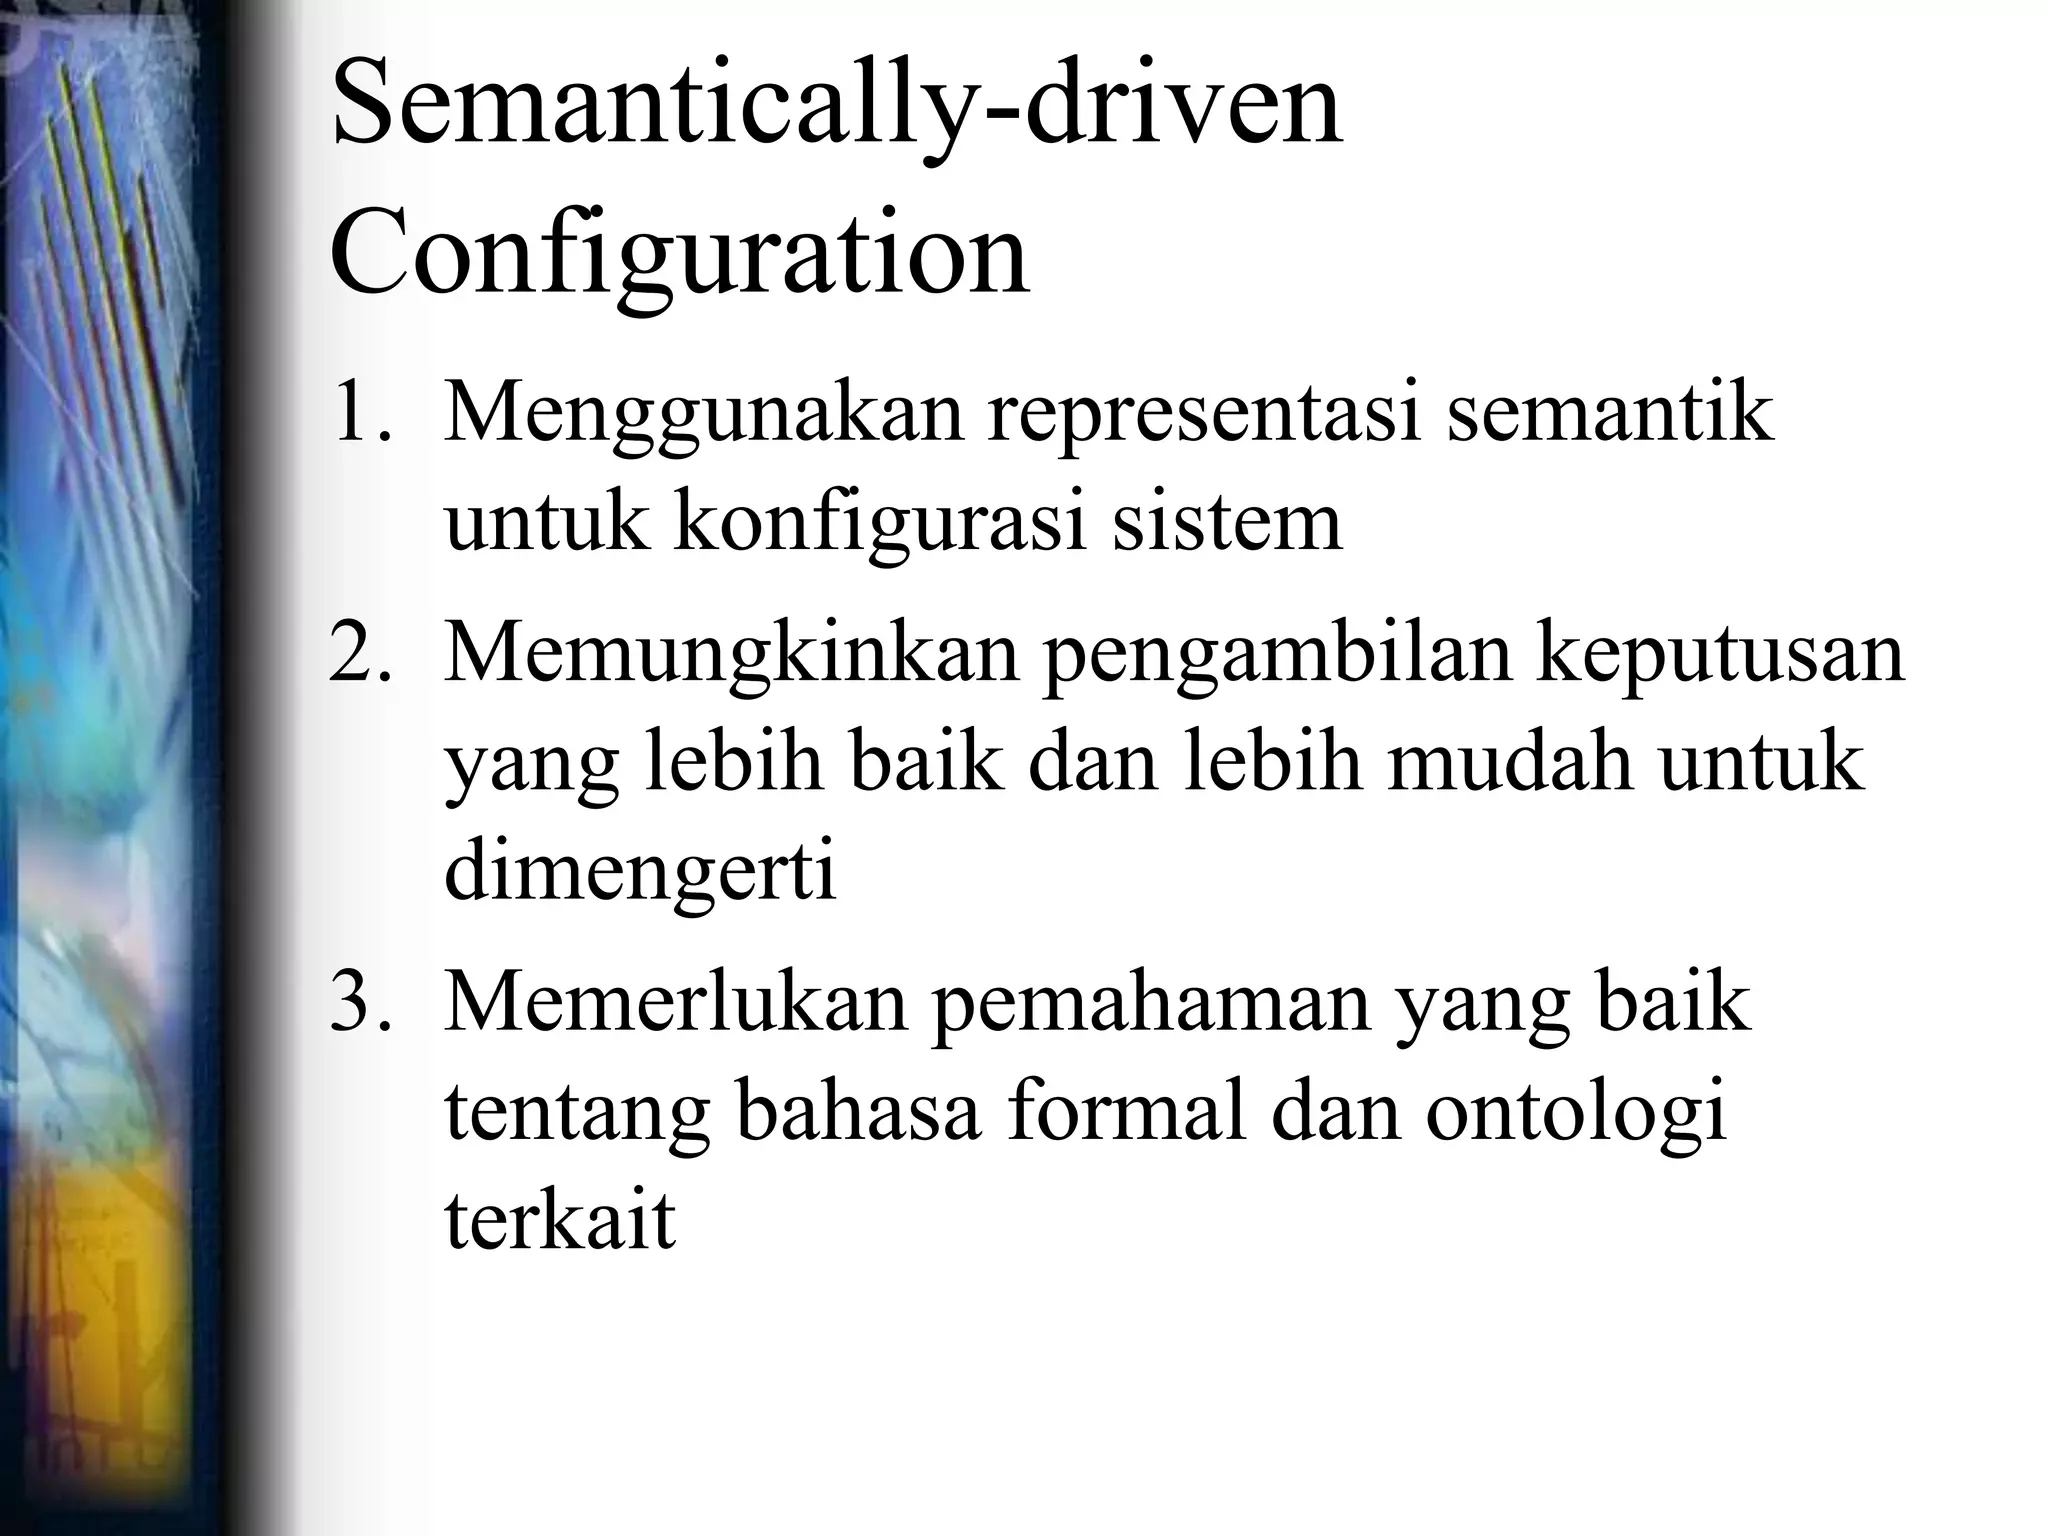 Semantically-driven
Configuration
1. Menggunakan representasi semantik
untuk konfigurasi sistem
2. Memungkinkan pengambilan keputusan
yang lebih baik dan lebih mudah untuk
dimengerti
3. Memerlukan pemahaman yang baik
tentang bahasa formal dan ontologi
terkait